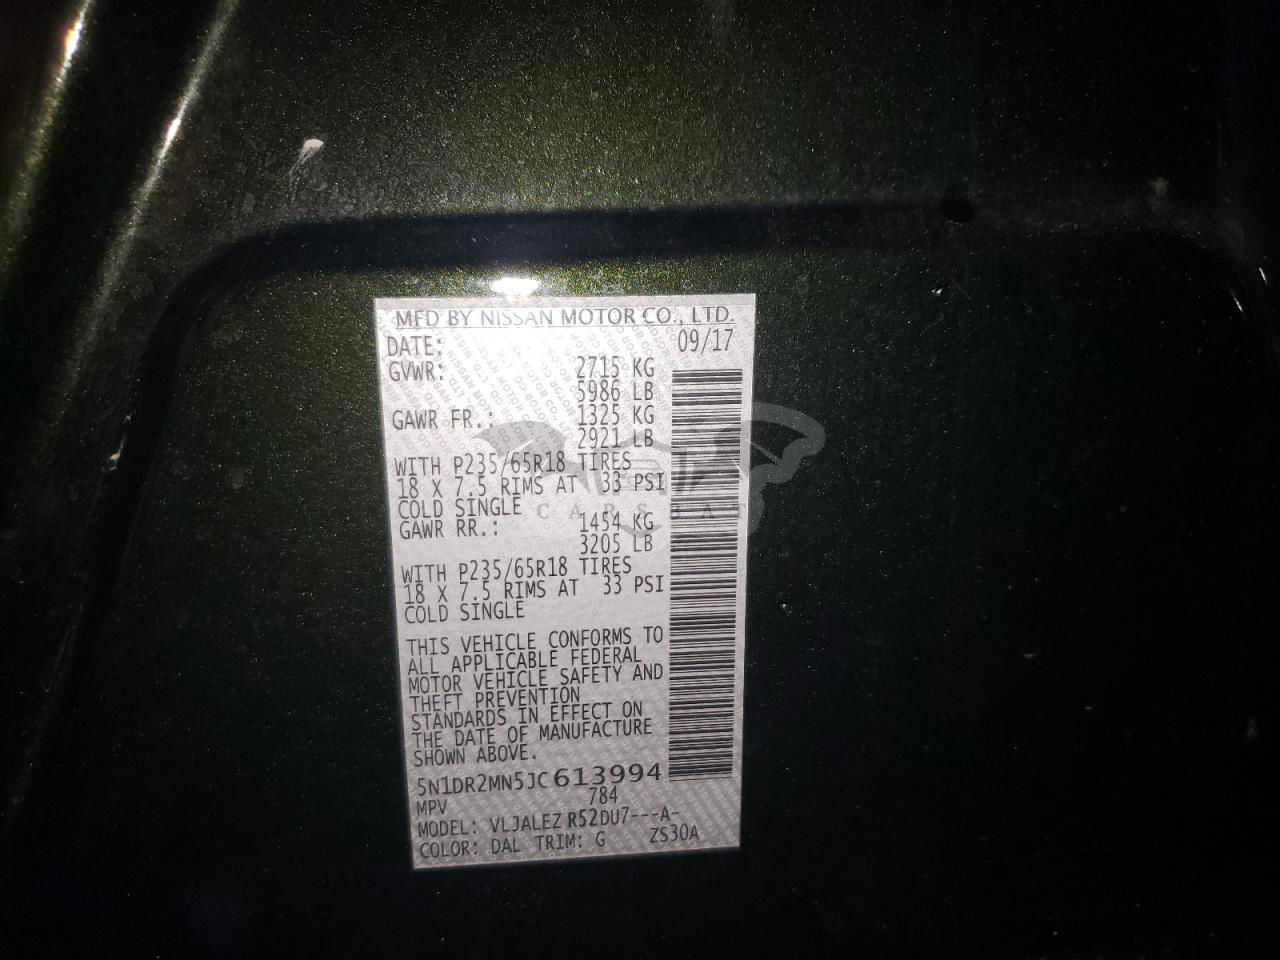 MFD BY NISSAN MOTOR CO., LTD.
DATE: 09/17
GVWR: 2715 KG
5986 LB
GAWR FR.: 1325 KG
2921 LB
WITH P235/65R18 TIRES
18 X 7.5 RIMS AT 33 PSI
COLD SINGLE
GAWR RR.: 1454 KG
3205 LB
WITH P235/65R18 TIRES
18 X 7.5 RIMS AT 33 PSI
COLD SINGLE
THIS VEHICLE CONFORMS TO
ALL APPLICABLE FEDERAL
MOTOR VEHICLE SAFETY AND
THEFT PREVENTION
STANDARDS IN EFFECT ON
THE DATE OF MANUFACTURE
SHOWN ABOVE.
5N1DR2MN5JC613994
MPV 784
MODEL: VLJALEZ R52DU7---A-
COLOR: DAL TRIM: G ZS30A